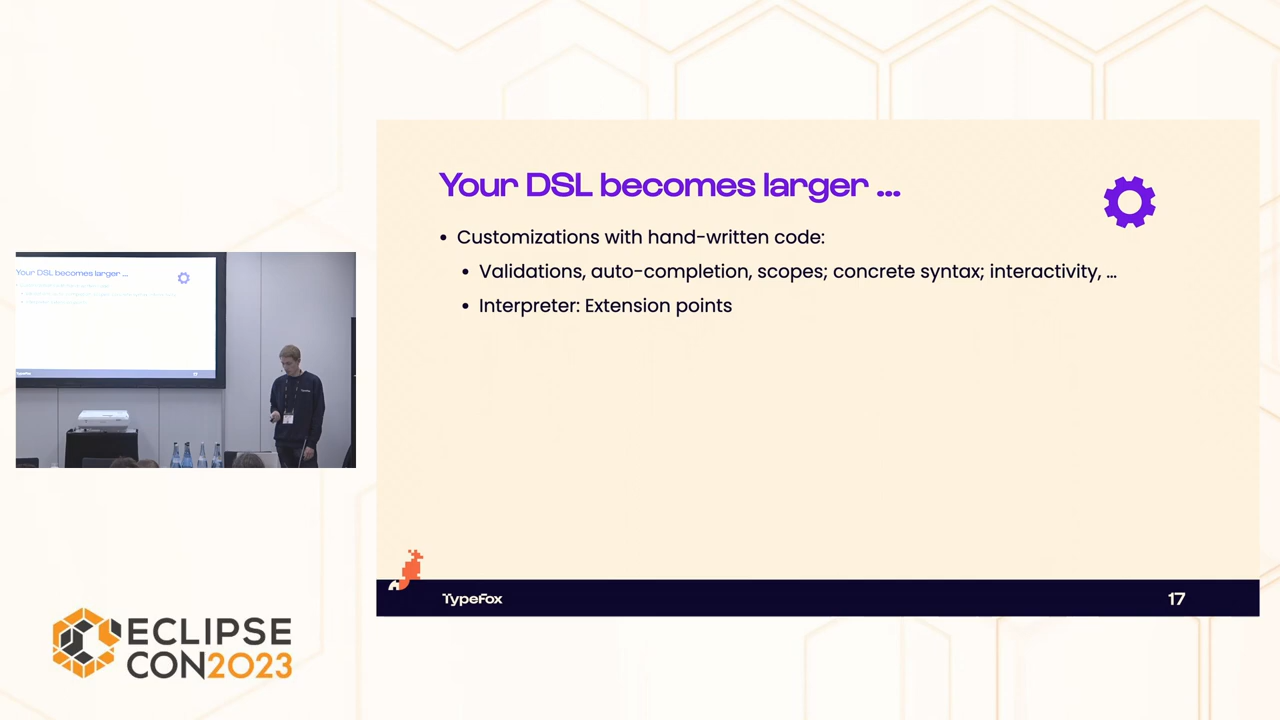 Your DSL becomes larger ...
• Customizations with hand-written code:
• Validations, auto-completion, scopes; concrete syntax; interactivity, ...
• Interpreter: Extension points
TypeFox
17
Your DSL becomes larger ...
ECLIPSE
CON2023